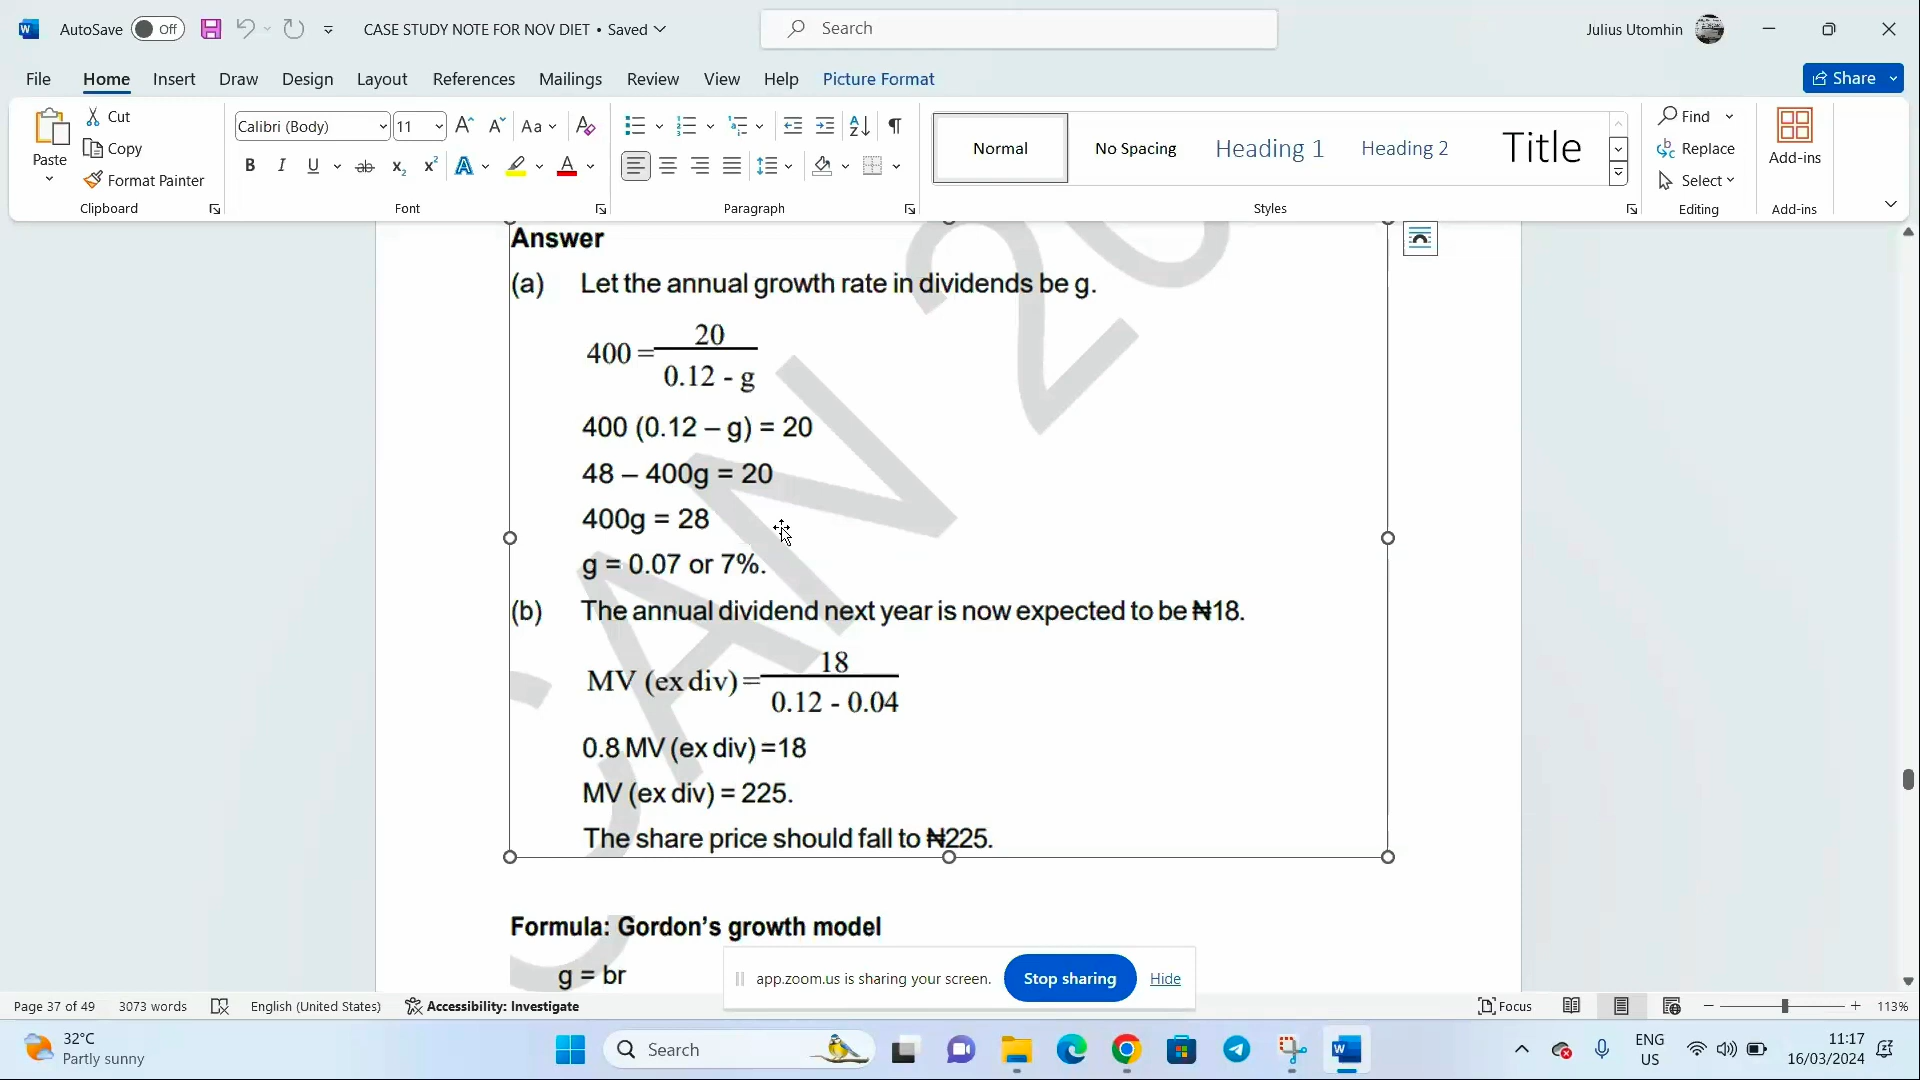 AutoSave Off CASE STUDY NOTE FOR NOV DIET • Saved Search Julius Utomhin
File Home Insert Draw Design Layout References Mailings Review View Help Picture Format Share
Paste Cut Copy Format Painter Clipboard
Calibri (Body) 11 Aa B I U ab x₂ x² A A Font
Paragraph
Normal No Spacing Heading 1 Heading 2 Title Styles
Find Replace Select Editing
Add-ins Add-ins
Answer
(a) Let the annual growth rate in dividends be g.
400 = 20 / 0.12 - g
400 (0.12 – g) = 20
48 – 400g = 20
400g = 28
g = 0.07 or 7%.
(b) The annual dividend next year is now expected to be ₦18.
MV (ex div) = 18 / 0.12 - 0.04
0.8 MV (ex div) =18
MV (ex div) = 225.
The share price should fall to ₦225.
Formula: Gordon's growth model
g = br
app.zoom.us is sharing your screen. Stop sharing Hide
Page 37 of 49 3073 words English (United States) Accessibility: Investigate Focus 113%
32°C
Partly sunny
Search
ENG
US
11:17
16/03/2024